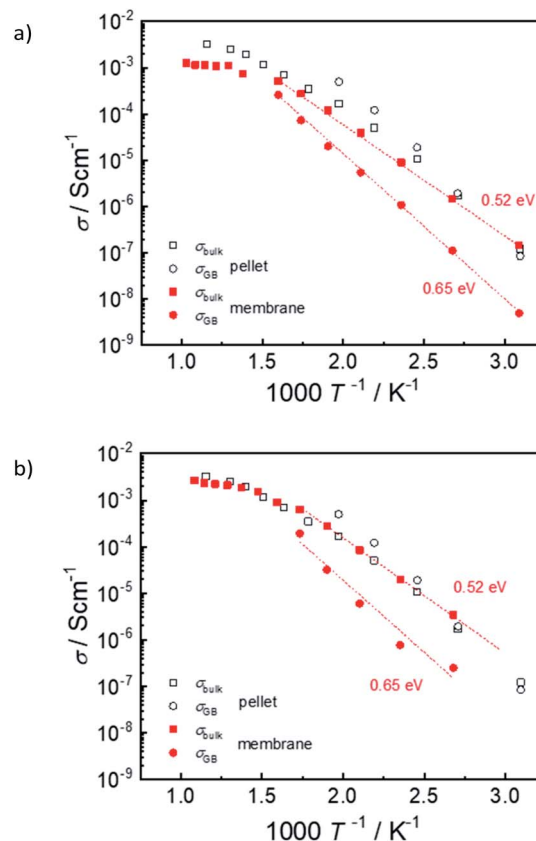 a)
10⁻²
10⁻³
10⁻⁴
10⁻⁵
10⁻⁶
10⁻⁷
10⁻⁸
10⁻⁹
σ / Scm⁻¹
0.52 eV
0.65 eV
σbulk
σGB pellet
σbulk
σGB membrane
1.0 1.5 2.0 2.5 3.0
1000 T⁻¹ / K⁻¹
b)
10⁻²
10⁻³
10⁻⁴
10⁻⁵
10⁻⁶
10⁻⁷
10⁻⁸
10⁻⁹
σ / Scm⁻¹
0.52 eV
0.65 eV
σbulk
σGB pellet
σbulk
σGB membrane
1.0 1.5 2.0 2.5 3.0
1000 T⁻¹ / K⁻¹